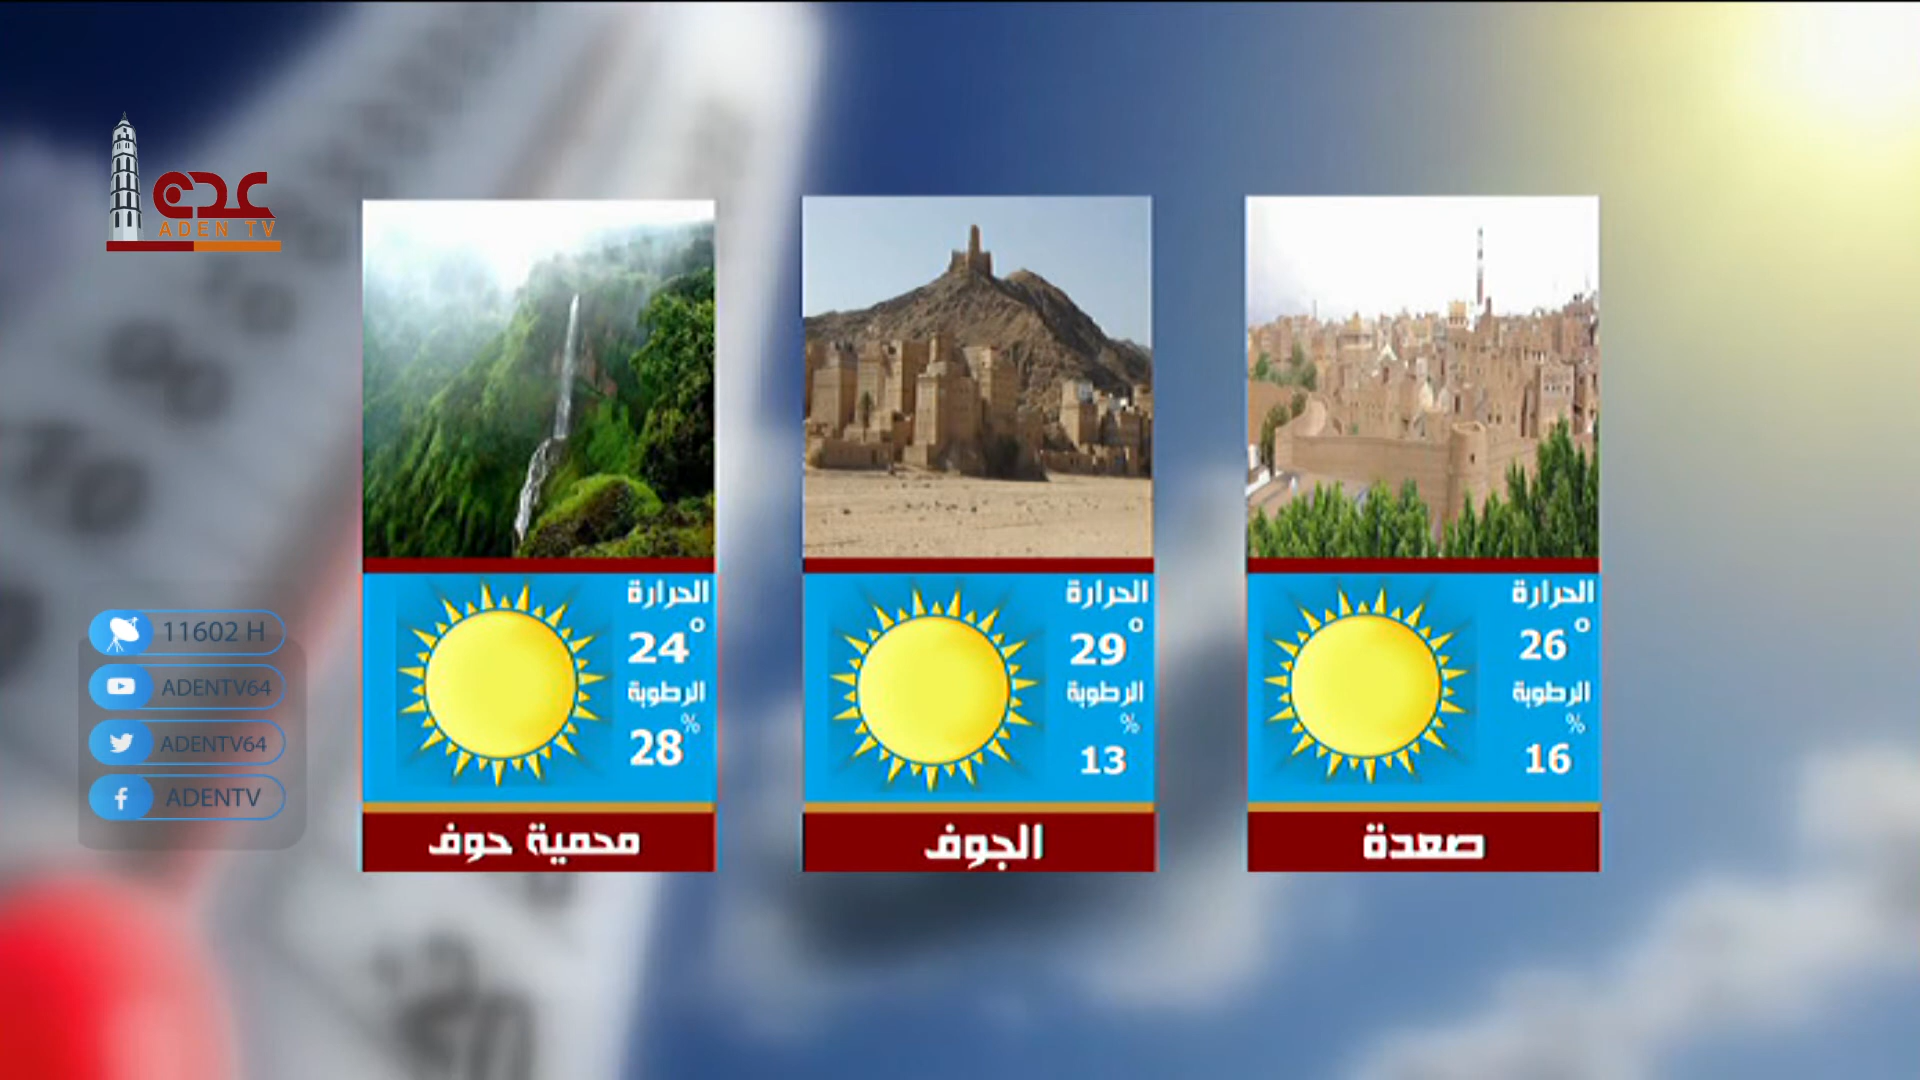 عدن
ADEN TV
الحرارة
26°
الرطوبة
%
16
صعدة
الحرارة
29°
الرطوبة
%
13
الجوف
الحرارة
24°
الرطوبة
%
28
محمية حوف
11602 H
ADENTV64
ADENTV64
ADENTV